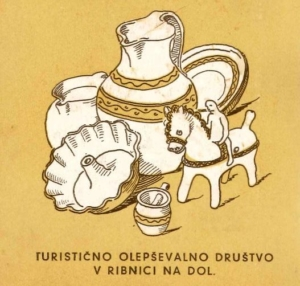 TURISTIČNO OLEPŠEVALNO DRUŠTVO
V RIBNICI NA DOL.